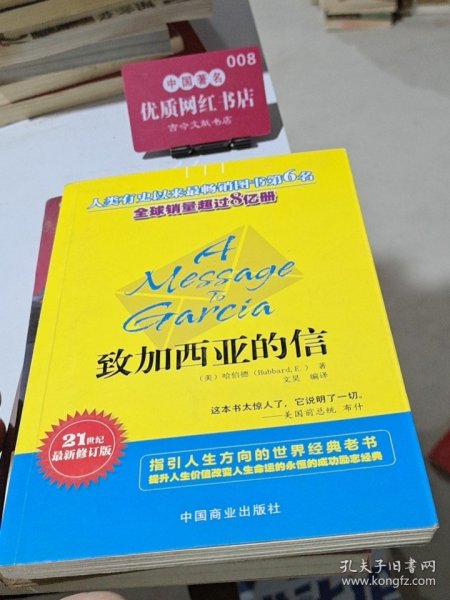 008
中国著名
优质网红书店
古今文献书店
人类有史以来最畅销图书第6名
全球销量超过8亿册
A
Message
To
Garcia
致加西亚的信
（美）哈伯德（Hubbard,E.） 著
文昊 编译
这本书太惊人了，它说明了一切。
——美国前总统 布什
21世纪
最新修订版
指引人生方向的世界经典老书
提升人生价值改变人生命运的永恒的成功励志经典
中国商业出版社
孔夫子旧书网
www.kongfz.com